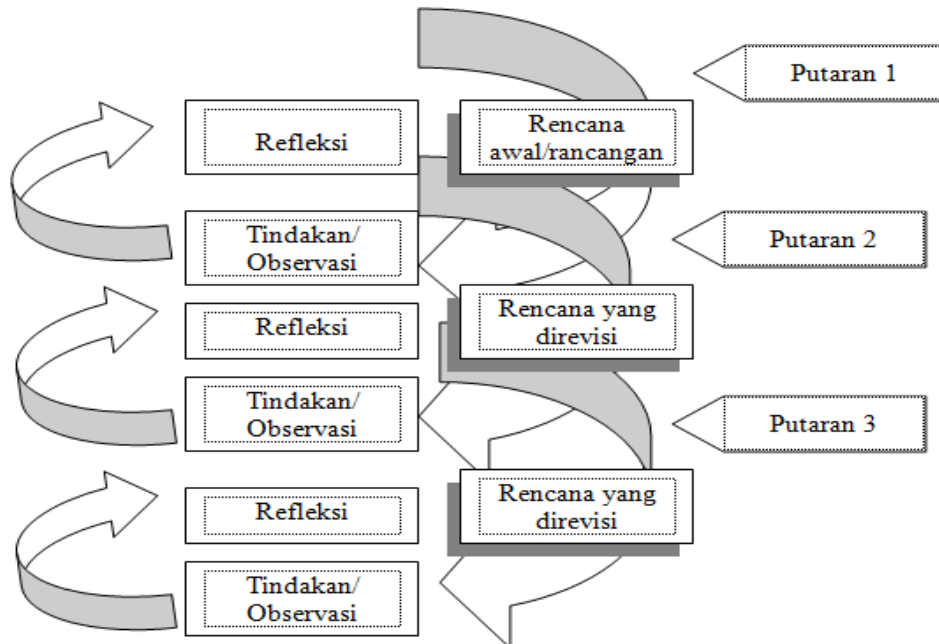 Putaran 1
Refleksi
Rencana
awal/rancangan
Tindakan/
Observasi
Putaran 2
Refleksi
Rencana yang
direvisi
Tindakan/
Observasi
Putaran 3
Refleksi
Rencana yang
direvisi
Tindakan/
Observasi